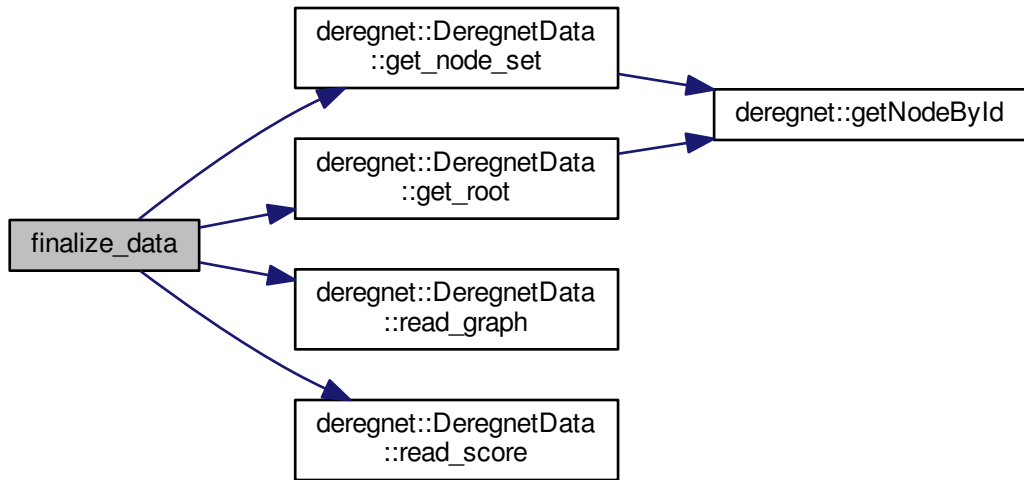 deregnet::DeregnetData
::get_node_set
deregnet::getNodeById
deregnet::DeregnetData
::get_root
finalize_data
deregnet::DeregnetData
::read_graph
deregnet::DeregnetData
::read_score